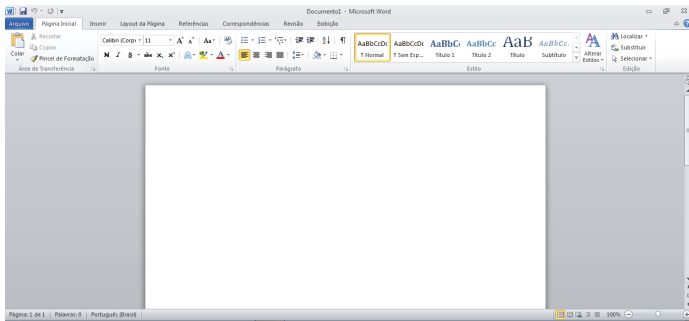 Documento1 - Microsoft Word
Arquivo Página Inicial Inserir Layout da Página Referências Correspondências Revisão Exibição
Colar
Recortar
Copiar
Pincel de Formatação
Área de Transferência
Calibri (Corpo 11
N I S abc x, x'
Fonte
Parágrafo
AaBbCcDc AaBbCcDc AaBbC AaBbCc AaB AaBbCc.
¶ Normal ¶ Sem Esp... Título 1 Título 2 Título Subtítulo
Alterar
Estilos
Estilo
Localizar
Substituir
Selecionar
Edição
Página: 1 de 1 Palavras: 0 Português (Brasil) 100%